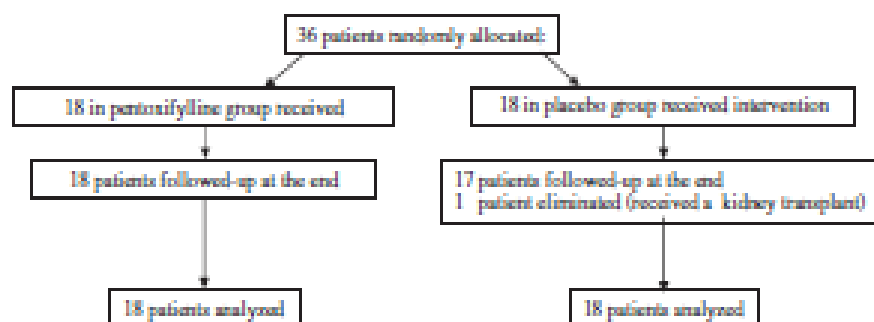 36 patients randomly allocated:
18 in pentoxifylline group received
18 in placebo group received intervention
18 patients followed-up at the end
17 patients followed-up at the end
1 patient eliminated (received a kidney transplant)
18 patients analyzed
18 patients analyzed